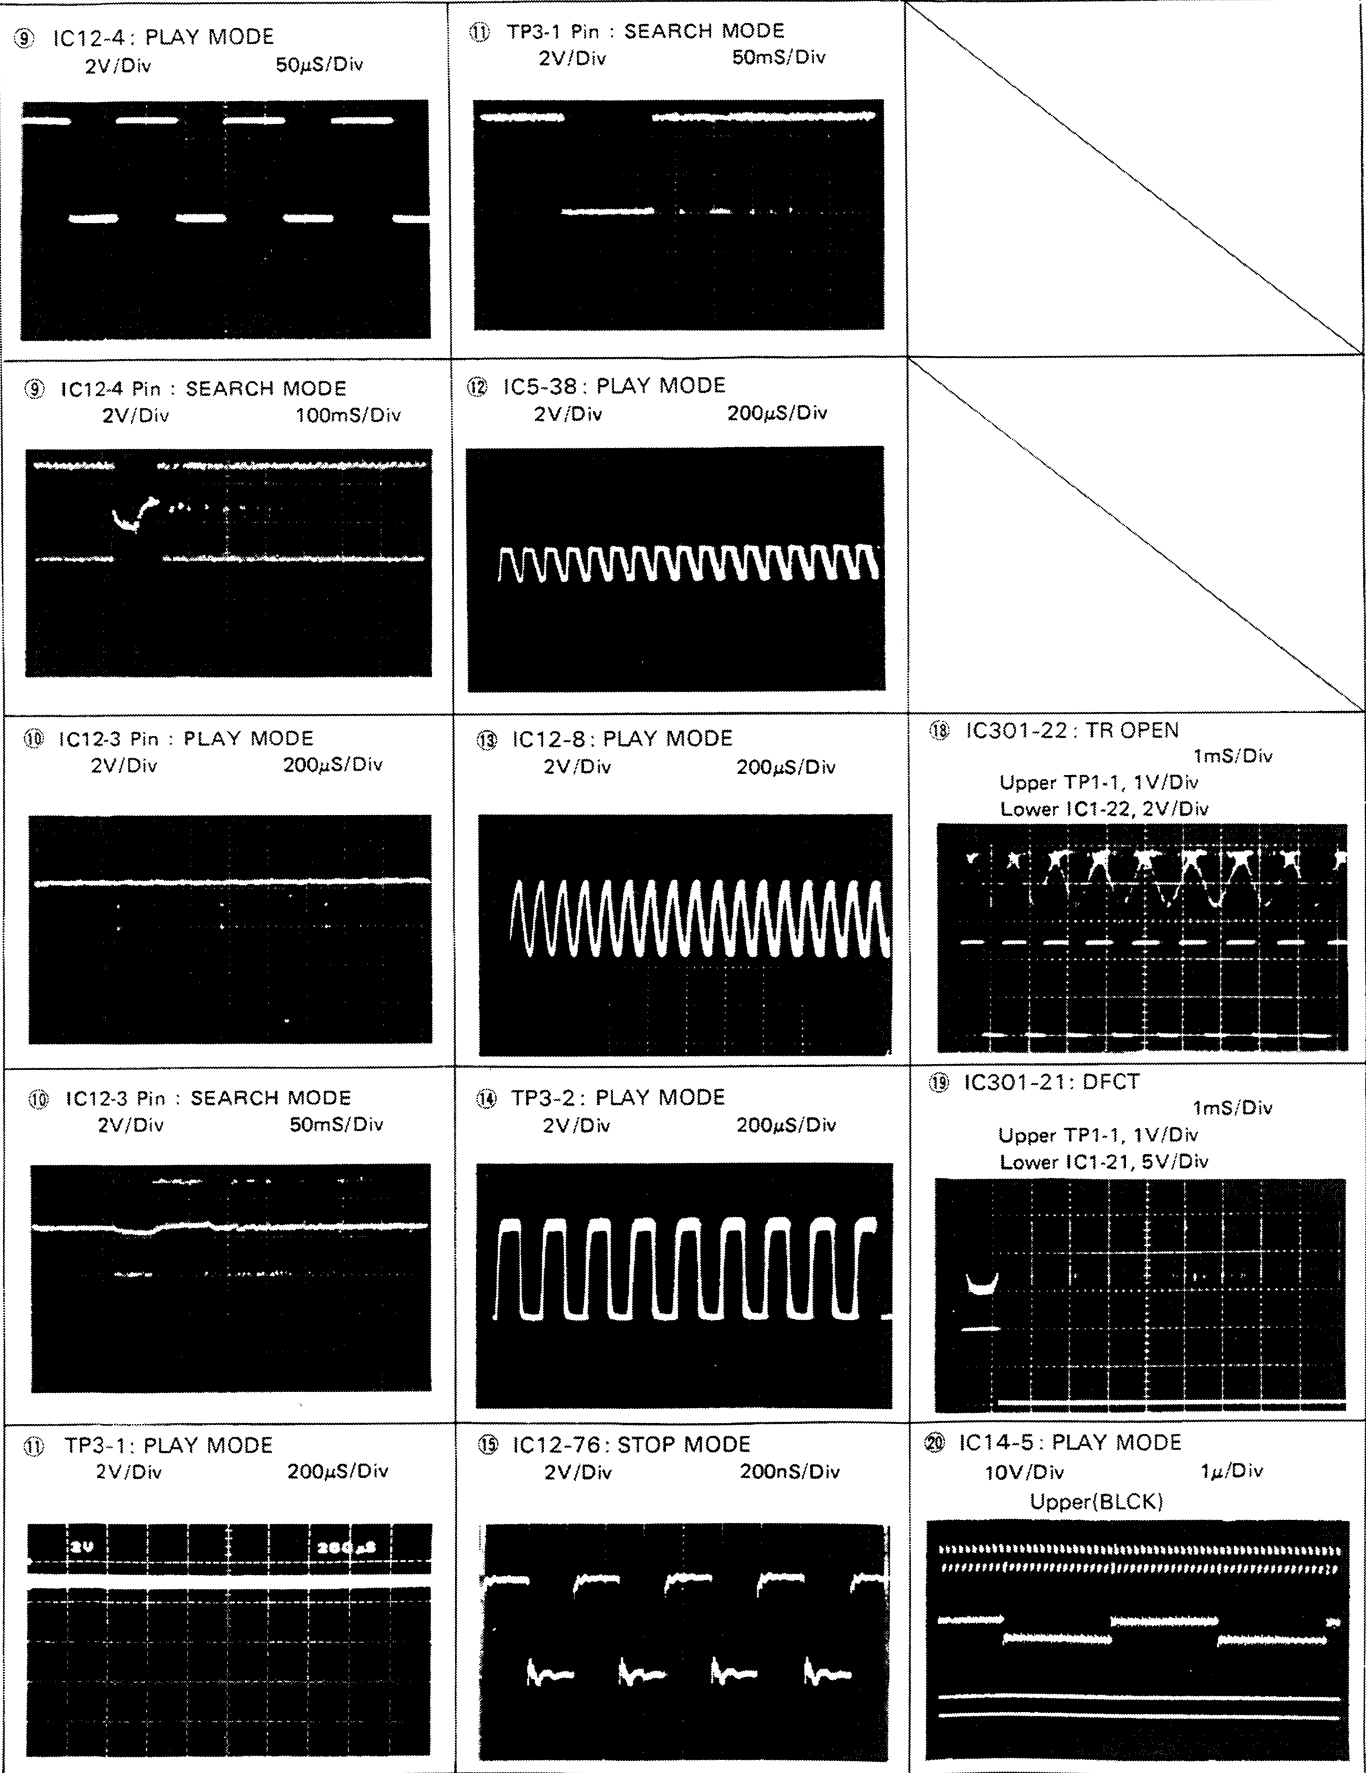 ⑨ IC12-4: PLAY MODE
2V/Div 50μS/Div
⑪ TP3-1 Pin : SEARCH MODE
2V/Div 50mS/Div
⑨ IC12-4 Pin : SEARCH MODE
2V/Div 100mS/Div
⑫ IC5-38: PLAY MODE
2V/Div 200μS/Div
⑩ IC12-3 Pin : PLAY MODE
2V/Div 200μS/Div
⑬ IC12-8: PLAY MODE
2V/Div 200μS/Div
⑱ IC301-22: TR OPEN
1mS/Div
Upper TP1-1, 1V/Div
Lower IC1-22, 2V/Div
⑩ IC12-3 Pin : SEARCH MODE
2V/Div 50mS/Div
⑭ TP3-2: PLAY MODE
2V/Div 200μS/Div
⑲ IC301-21: DFCT
1mS/Div
Upper TP1-1, 1V/Div
Lower IC1-21, 5V/Div
⑪ TP3-1: PLAY MODE
2V/Div 200μS/Div
2V 200μS
⑮ IC12-76: STOP MODE
2V/Div 200nS/Div
⑳ IC14-5: PLAY MODE
10V/Div 1μ/Div
Upper(BLCK)